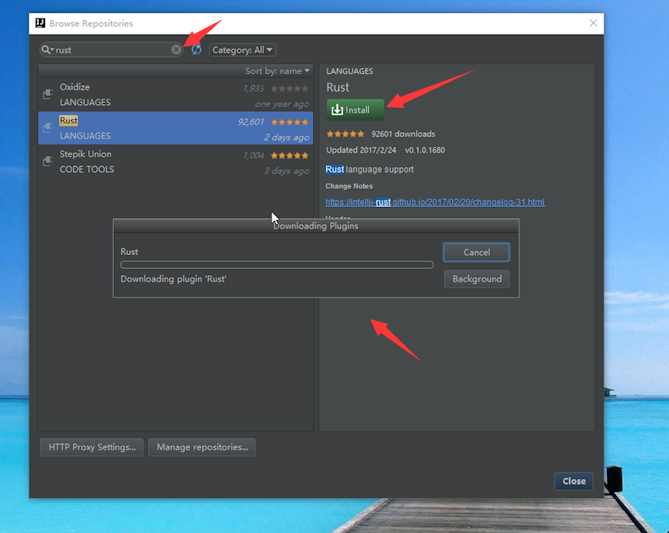 Browse Repositories
rust
Category: All
Sort by: name
Oxidize
1,933
LANGUAGES
one year ago
Rust
92,601
LANGUAGES
2 days ago
Stepik Union
1,004
CODE TOOLS
3 days ago
LANGUAGES
Rust
Install
92601 downloads
Updated 2017/2/24 v0.1.0.1680
Rust language support
Change Notes
https://intellij-rust.github.io/2017/02/20/changelog-31.html
Vendor
Downloading Plugins
Rust
Cancel
Downloading plugin 'Rust'
Background
HTTP Proxy Settings...
Manage repositories...
Close